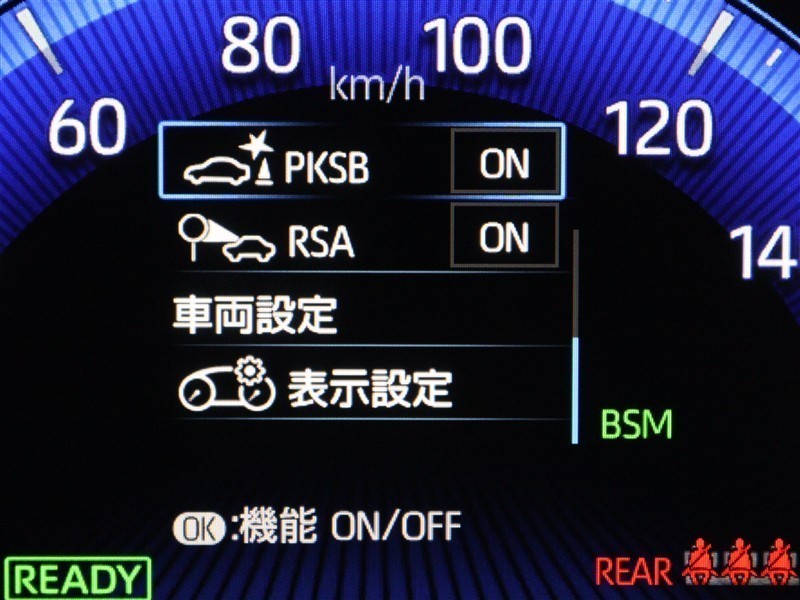 80 100
km/h
60 120
PKSB ON
RSA ON
14
車両設定
表示設定
BSM
OK:機能 ON/OFF
READY
REAR